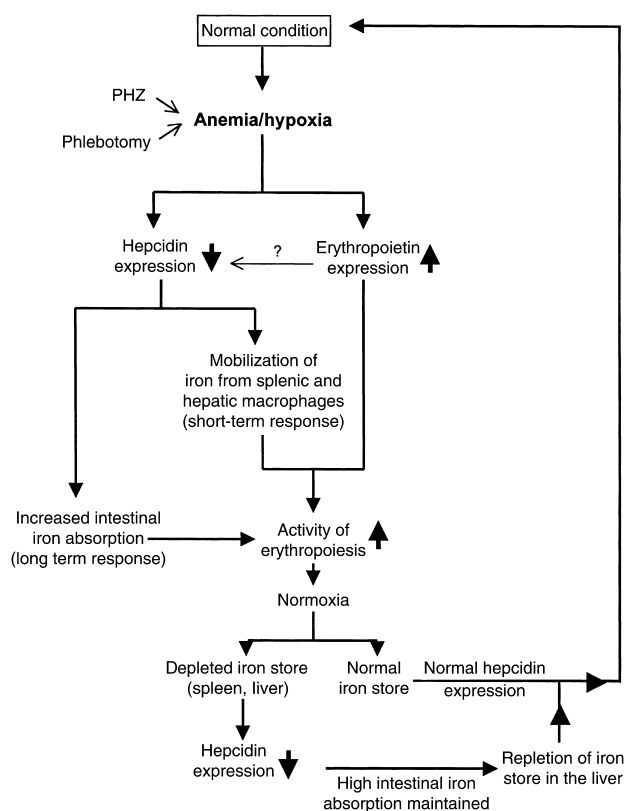 Normal condition
PHZ
Anemia/hypoxia
Phlebotomy
Hepcidin
expression
?
Erythropoietin
expression
Mobilization of
iron from splenic and
hepatic macrophages
(short-term response)
Increased intestinal
iron absorption
(long term response)
Activity of
erythropoiesis
Normoxia
Depleted iron store
(spleen, liver)
Normal
iron store
Normal hepcidin
expression
Hepcidin
expression
High intestinal iron
absorption maintained
Repletion of iron
store in the liver